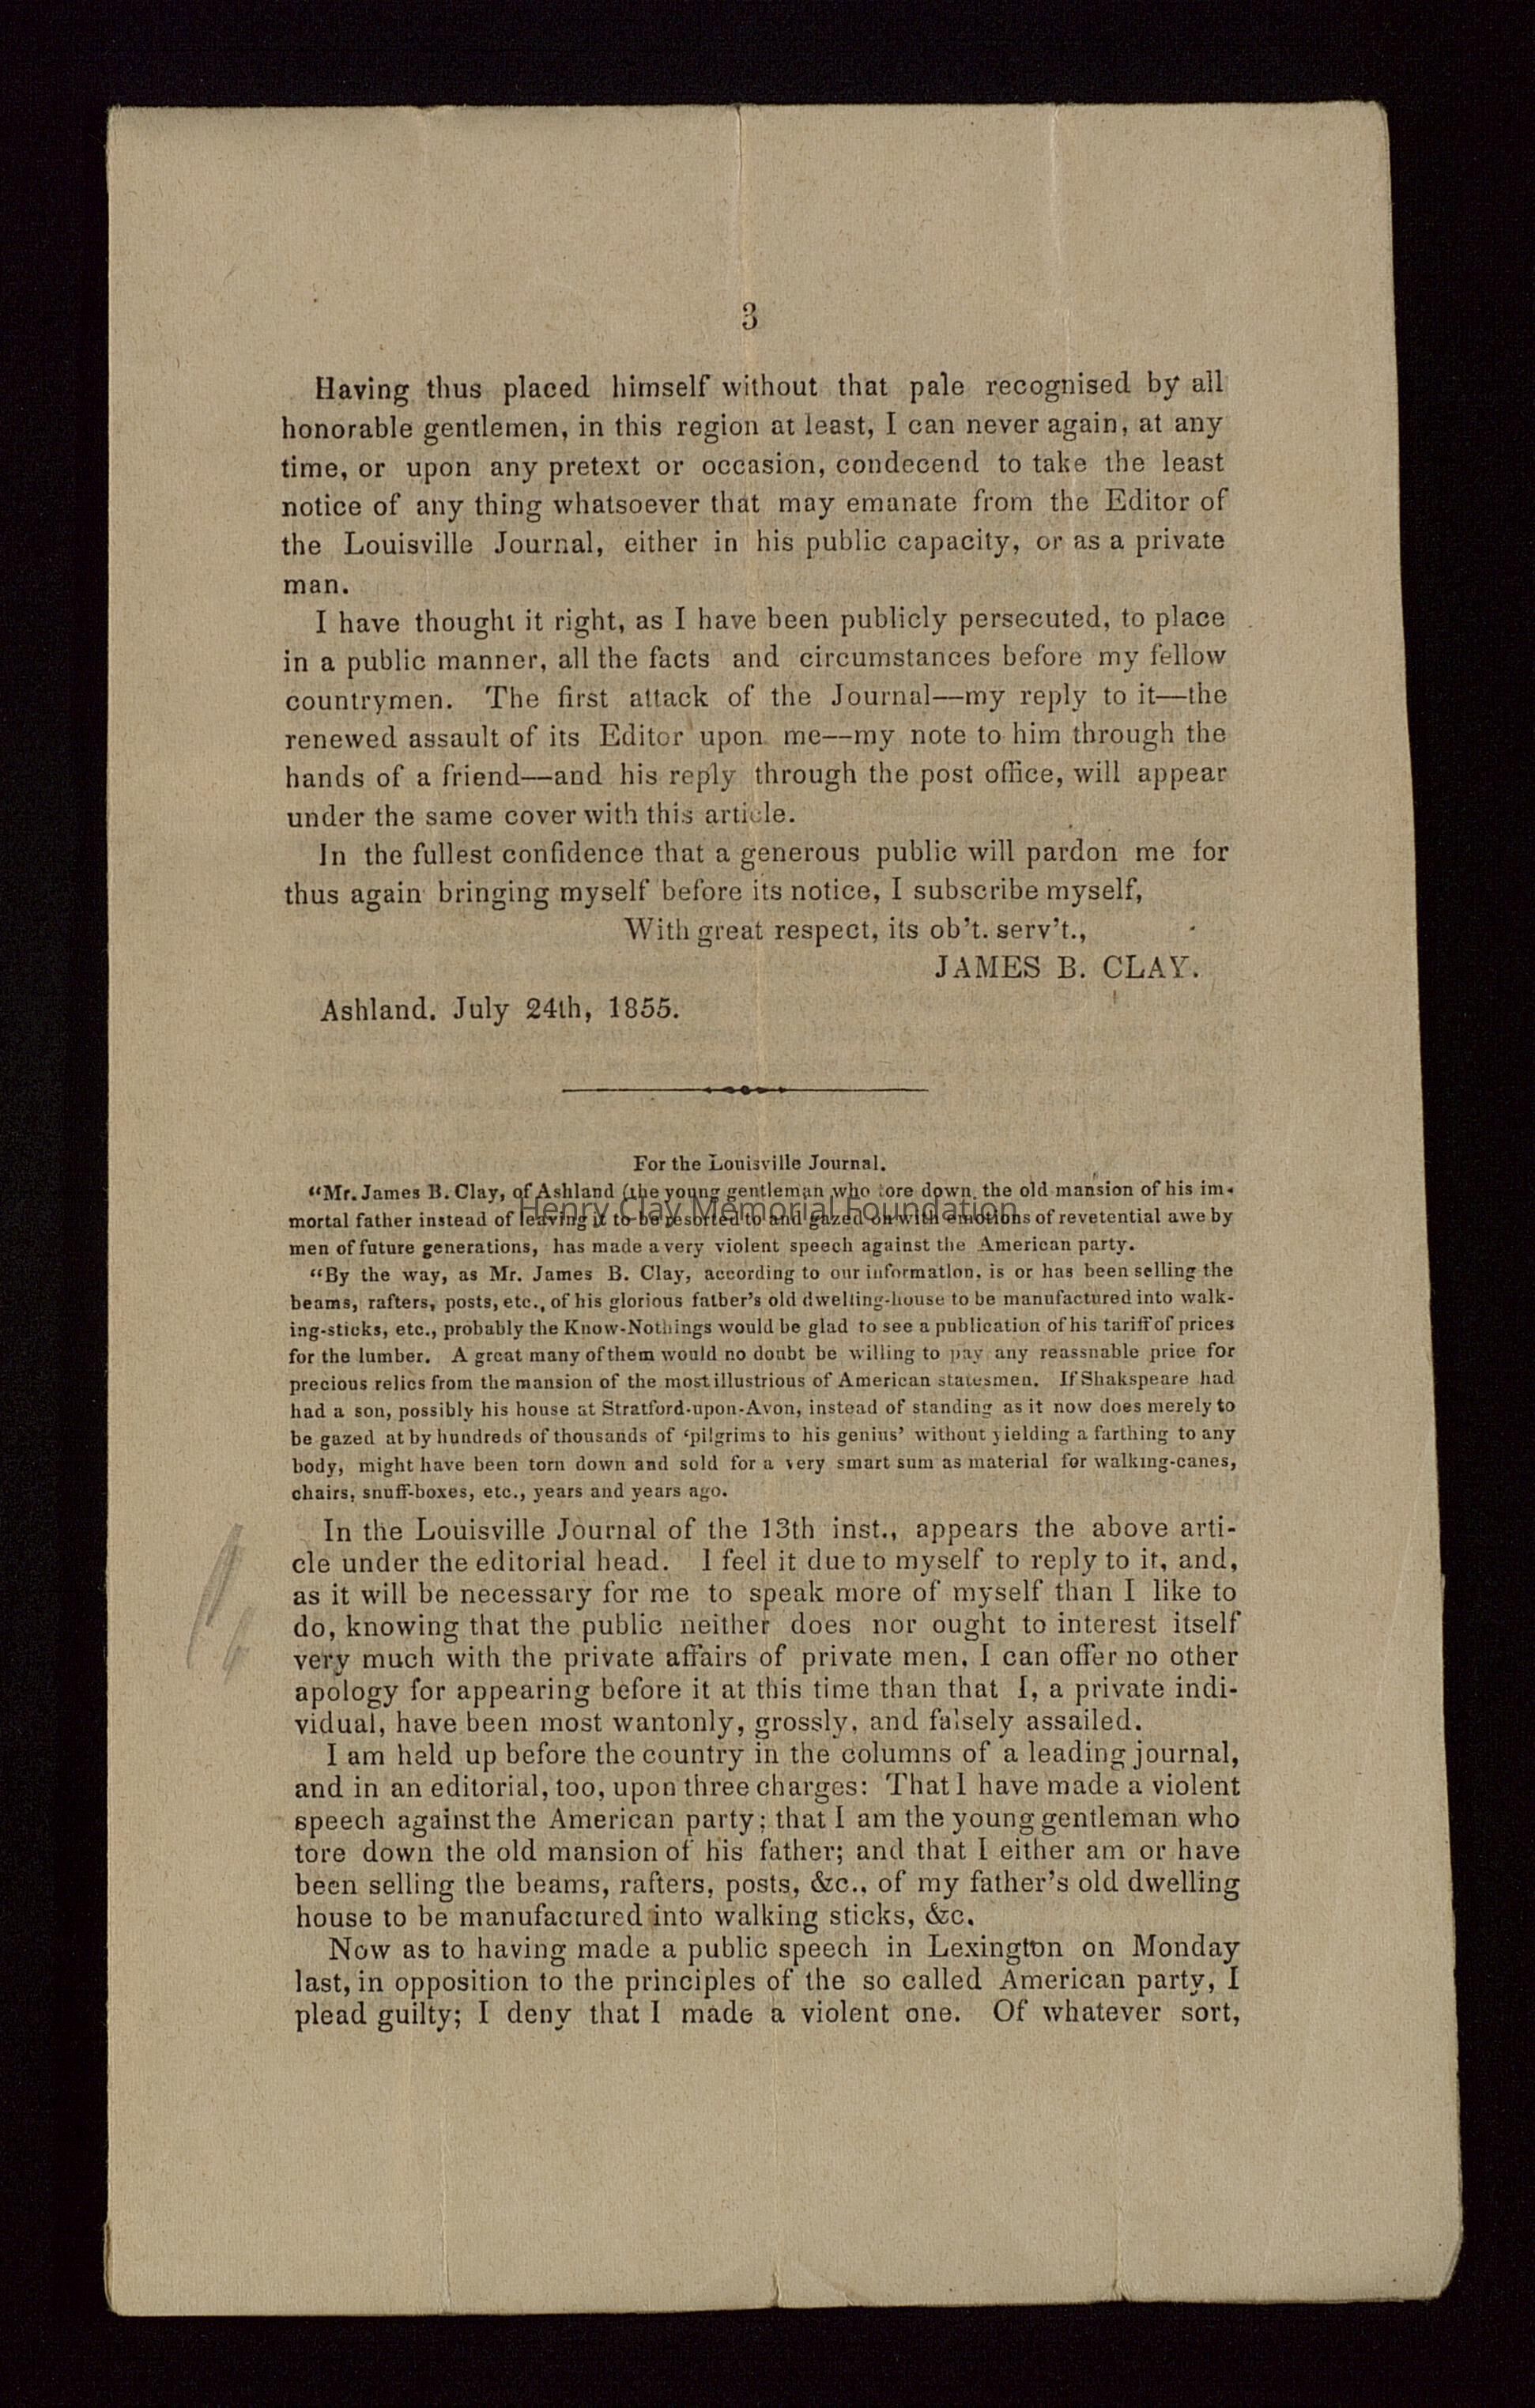 3
Having thus placed himself without that pale recognised by all
honorable gentlemen, in this region at least, I can never again, at any
time, or upon any pretext or occasion, condecend to take the least
notice of any thing whatsoever that may emanate from the Editor of
the Louisville Journal, either in his public capacity, or as a private
man.
I have thought it right, as I have been publicly persecuted, to place
in a public manner, all the facts and circumstances before my fellow
countrymen. The first attack of the Journal—my reply to it—the
renewed assault of its Editor upon me—my note to him through the
hands of a friend—and his reply through the post office, will appear
under the same cover with this article.
In the fullest confidence that a generous public will pardon me for
thus again bringing myself before its notice, I subscribe myself,
With great respect, its ob't. serv't.,
JAMES B. CLAY.
Ashland. July 24th, 1855.
For the Louisville Journal.
“Mr. James B. Clay, of Ashland (the young gentleman who tore down the old mansion of his im-
Henry Clay Memorial Foundation
mortal father instead of leaving it to be resorted to and gazed on with emotions of revetential awe by
men of future generations, has made a very violent speech against the American party.
“By the way, as Mr. James B. Clay, according to our information, is or has been selling the
beams, rafters, posts, etc., of his glorious father's old dwelling-house to be manufactured into walk-
ing-sticks, etc., probably the Know-Nothings would be glad to see a publication of his tariff of prices
for the lumber. A great many of them would no doubt be willing to pay any reassnable price for
precious relics from the mansion of the most illustrious of American statesmen. If Shakspeare had
had a son, possibly his house at Stratford-upon-Avon, instead of standing as it now does merely to
be gazed at by hundreds of thousands of ‘pilgrims to his genius’ without yielding a farthing to any
body, might have been torn down and sold for a very smart sum as material for walking-canes,
chairs, snuff-boxes, etc., years and years ago.
In the Louisville Journal of the 13th inst., appears the above arti-
cle under the editorial head. I feel it due to myself to reply to it, and,
as it will be necessary for me to speak more of myself than I like to
do, knowing that the public neither does nor ought to interest itself
very much with the private affairs of private men, I can offer no other
apology for appearing before it at this time than that I, a private indi-
vidual, have been most wantonly, grossly, and falsely assailed.
I am held up before the country in the columns of a leading journal,
and in an editorial, too, upon three charges: That I have made a violent
speech against the American party; that I am the young gentleman who
tore down the old mansion of his father; and that I either am or have
been selling the beams, rafters, posts, &c., of my father's old dwelling
house to be manufactured into walking sticks, &c.
Now as to having made a public speech in Lexington on Monday
last, in opposition to the principles of the so called American party, I
plead guilty; I deny that I made a violent one. Of whatever sort,